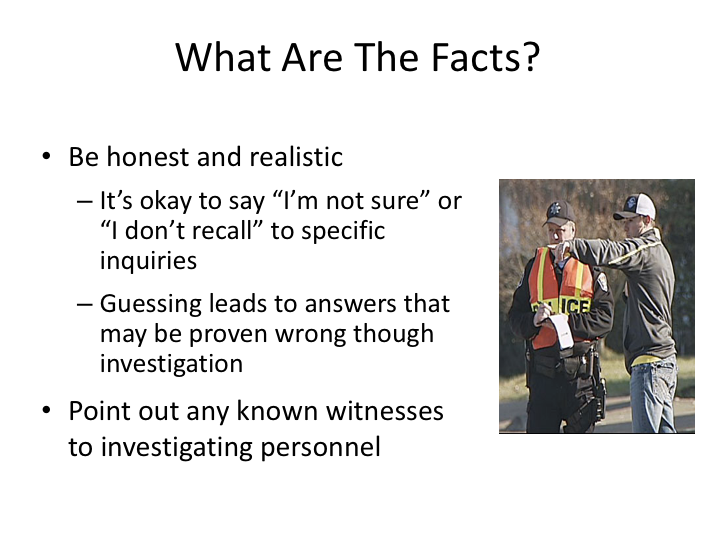 What Are The Facts?
• Be honest and realistic
– It’s okay to say “I’m not sure” or
“I don’t recall” to specific
inquiries
– Guessing leads to answers that
may be proven wrong though
investigation
• Point out any known witnesses
to investigating personnel
LICE